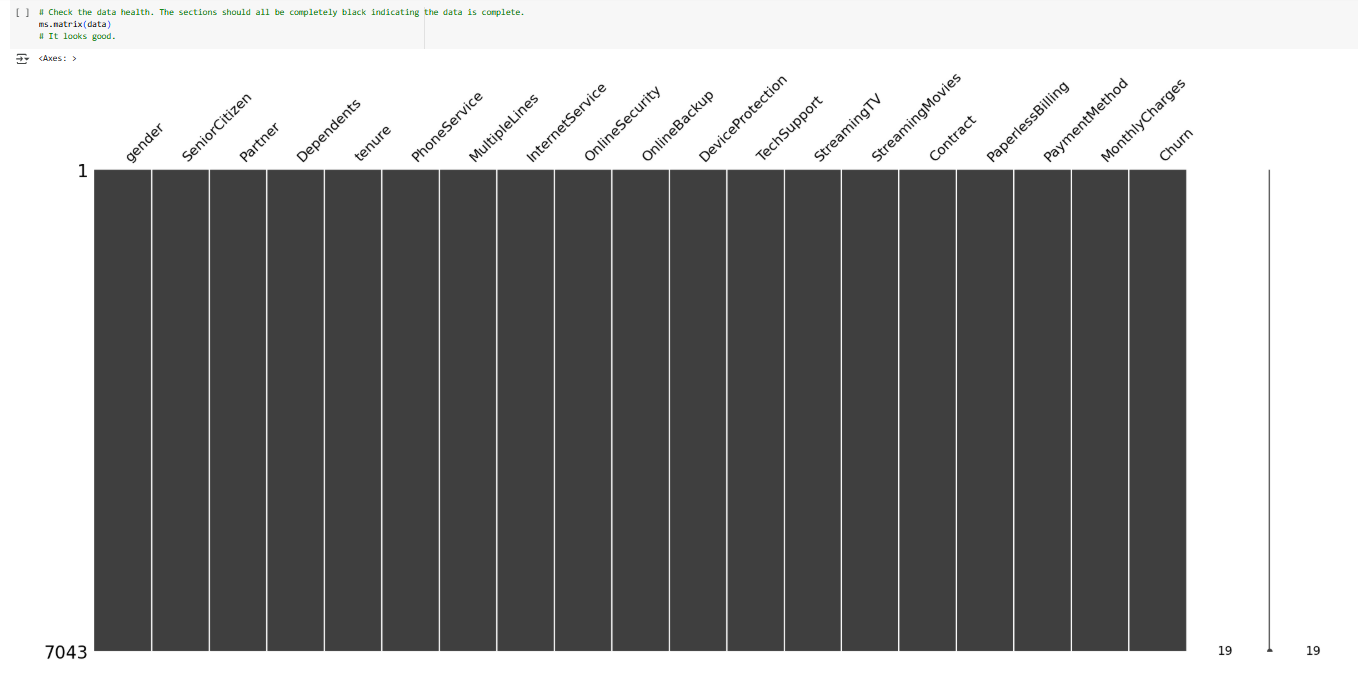 [ ] # Check the data health. The sections should all be completely black indicating the data is complete.
ms.matrix(data)
# It looks good.
<Axes: >
gender SeniorCitizen Partner Dependents tenure PhoneService MultipleLines InternetService OnlineSecurity OnlineBackup DeviceProtection TechSupport StreamingTV StreamingMovies Contract PaperlessBilling PaymentMethod MonthlyCharges Churn
1
7043
19 19